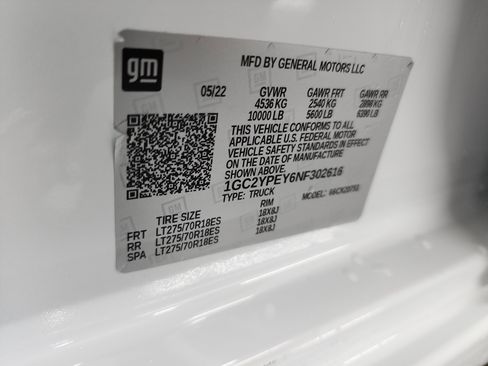 gm
MFD BY GENERAL MOTORS LLC
05/22 GVWR GAWR FRT GAWR RR
4536 KG 2540 KG 2898 KG
10000 LB 5600 LB 6390 LB
THIS VEHICLE CONFORMS TO ALL
APPLICABLE U.S. FEDERAL MOTOR
VEHICLE SAFETY STANDARDS IN EFFECT
ON THE DATE OF MANUFACTURE
SHOWN ABOVE.
1GC2YPEY6NF302616
TYPE: TRUCK MODEL:
TIRE SIZE RIM
FRT LT275/70R18ES 18X8J
RR LT275/70R18ES 18X8J
SPA LT275/70R18ES 18X8J